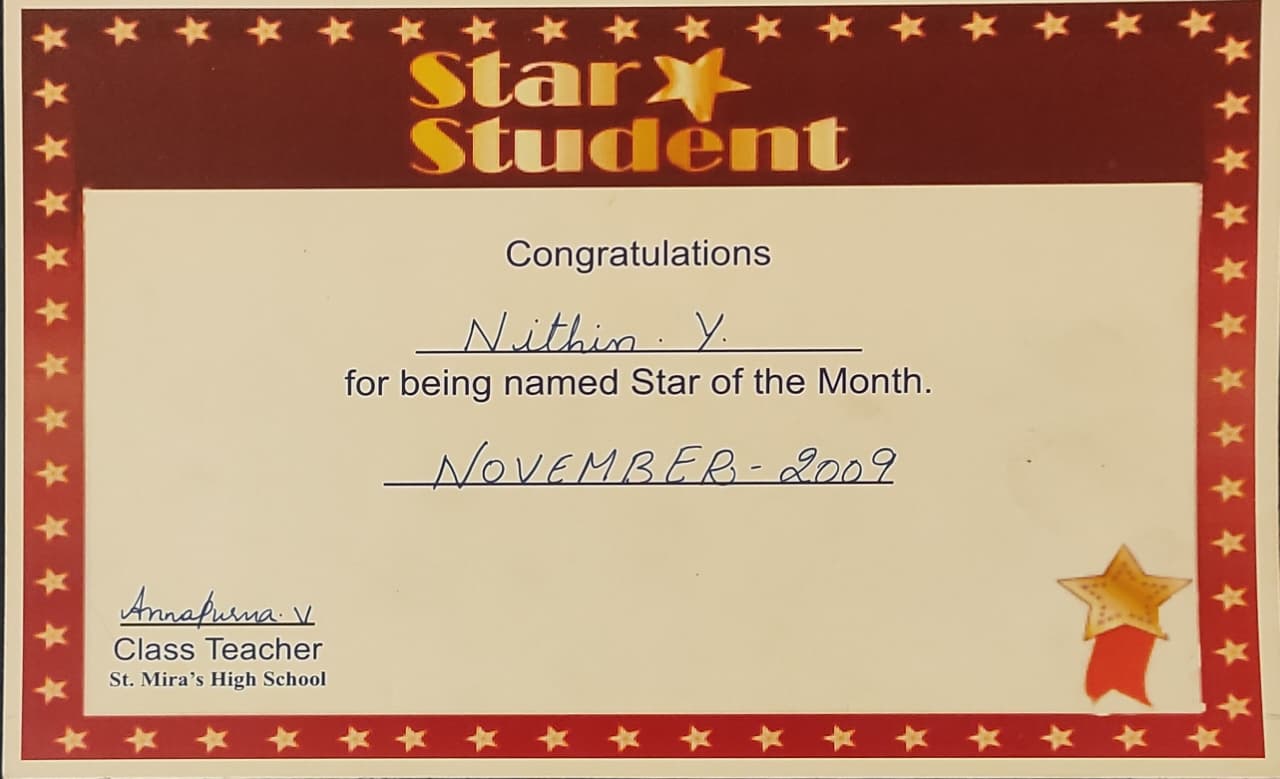 Star
Student
Congratulations
Nithin. Y.
for being named Star of the Month.
NOVEMBER - 2009
Annapurna. V
Class Teacher
St. Mira's High School